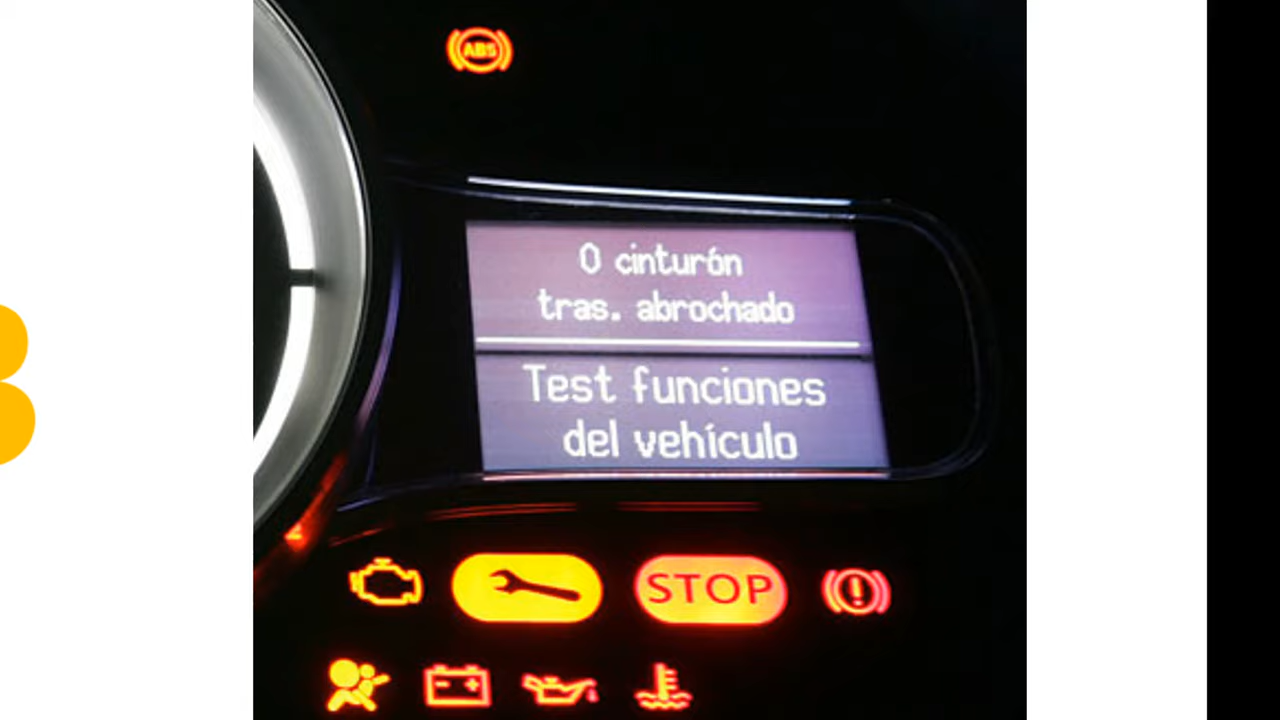 ABS
0 cinturón
tras. abrochado
Test funciones
del vehículo
STOP